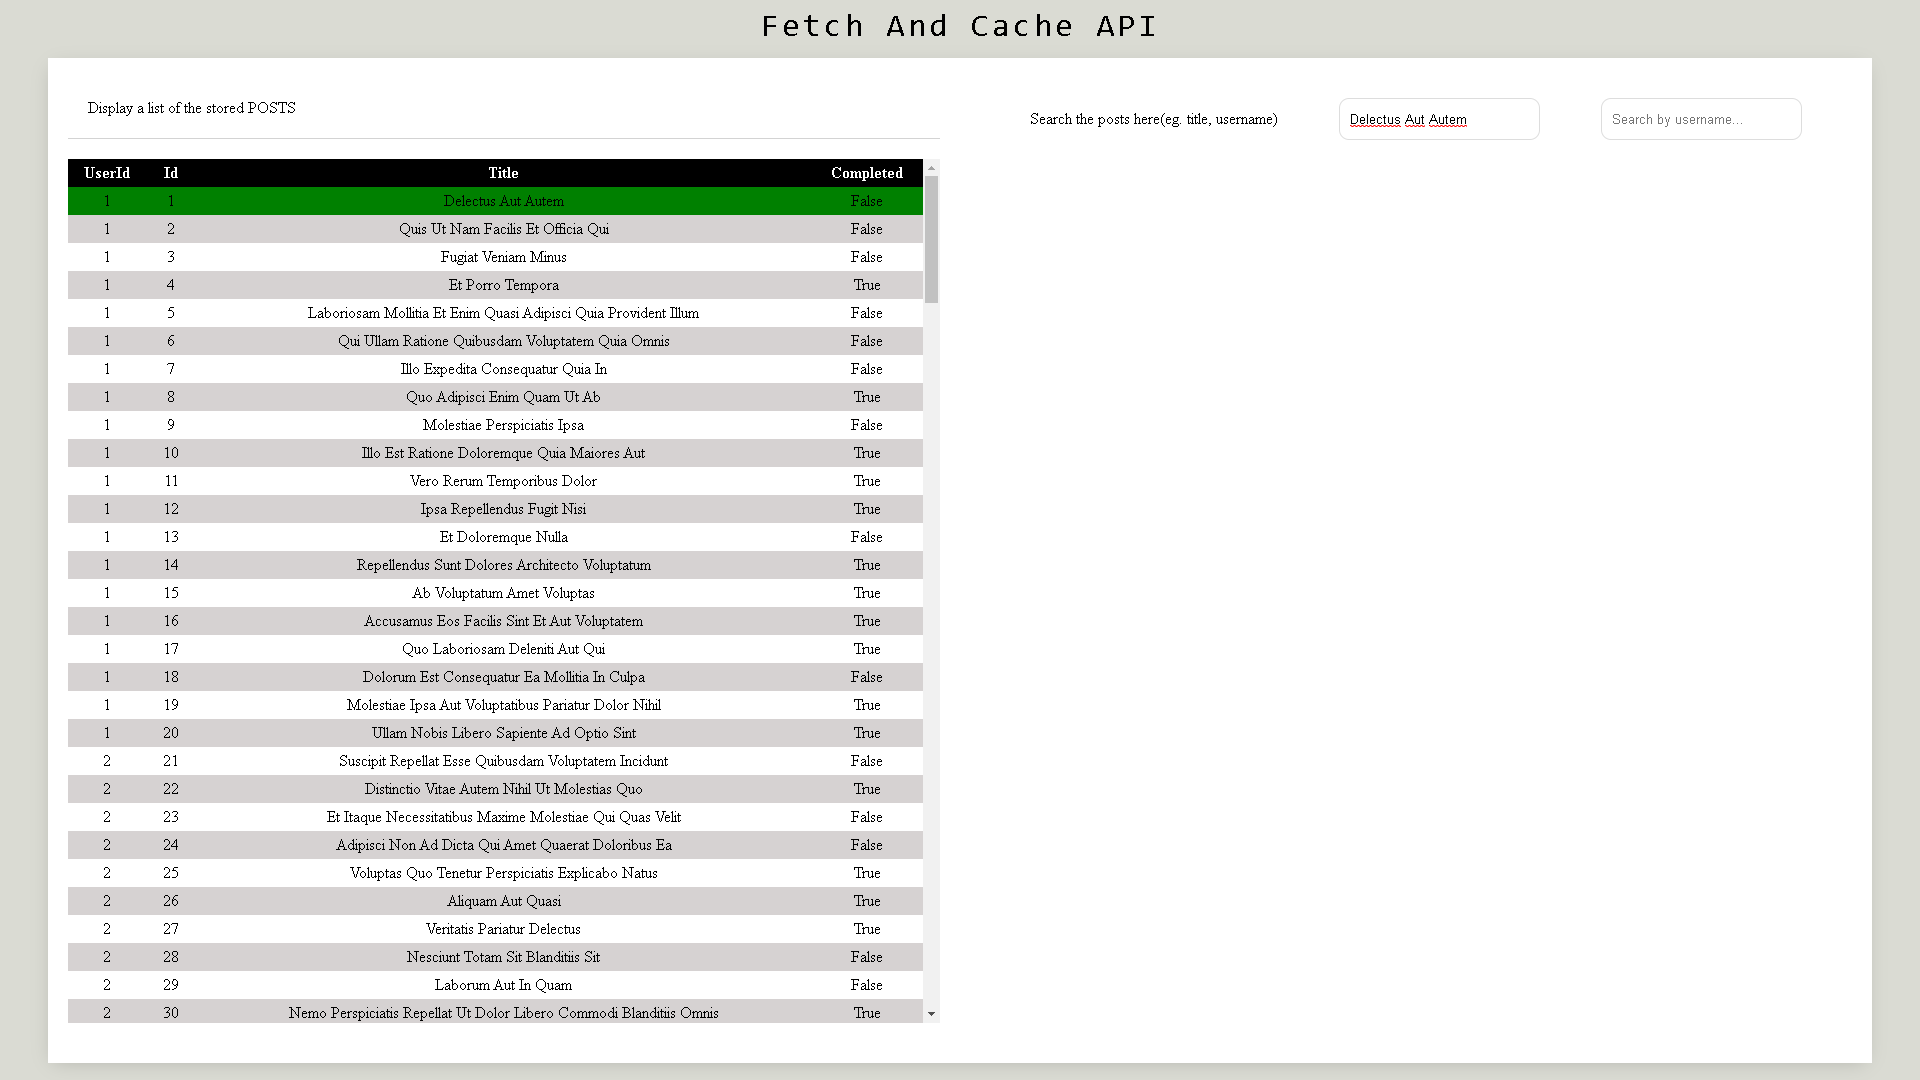 Fetch And Cache API
Display a list of the stored POSTS
Search the posts here(eg. title, username)
Delectus Aut Autem
Search by username...
UserId Id Title Completed
1 1 Delectus Aut Autem False
1 2 Quis Ut Nam Facilis Et Officia Qui False
1 3 Fugiat Veniam Minus False
1 4 Et Porro Tempora True
1 5 Laboriosam Mollitia Et Enim Quasi Adipisci Quia Provident Illum False
1 6 Qui Ullam Ratione Quibusdam Voluptatem Quia Omnis False
1 7 Illo Expedita Consequatur Quia In False
1 8 Quo Adipisci Enim Quam Ut Ab True
1 9 Molestiae Perspiciatis Ipsa False
1 10 Illo Est Ratione Doloremque Quia Maiores Aut True
1 11 Vero Rerum Temporibus Dolor True
1 12 Ipsa Repellendus Fugit Nisi True
1 13 Et Doloremque Nulla False
1 14 Repellendus Sunt Dolores Architecto Voluptatum True
1 15 Ab Voluptatum Amet Voluptas True
1 16 Accusamus Eos Facilis Sint Et Aut Voluptatem True
1 17 Quo Laboriosam Deleniti Aut Qui True
1 18 Dolorum Est Consequatur Ea Mollitia In Culpa False
1 19 Molestiae Ipsa Aut Voluptatibus Pariatur Dolor Nihil True
1 20 Ullam Nobis Libero Sapiente Ad Optio Sint True
2 21 Suscipit Repellat Esse Quibusdam Voluptatem Incidunt False
2 22 Distinctio Vitae Autem Nihil Ut Molestias Quo True
2 23 Et Itaque Necessitatibus Maxime Molestiae Qui Quas Velit False
2 24 Adipisci Non Ad Dicta Qui Amet Quaerat Doloribus Ea False
2 25 Voluptas Quo Tenetur Perspiciatis Explicabo Natus True
2 26 Aliquam Aut Quasi True
2 27 Veritatis Pariatur Delectus True
2 28 Nesciunt Totam Sit Blanditiis Sit False
2 29 Laborum Aut In Quam False
2 30 Nemo Perspiciatis Repellat Ut Dolor Libero Commodi Blanditiis Omnis True